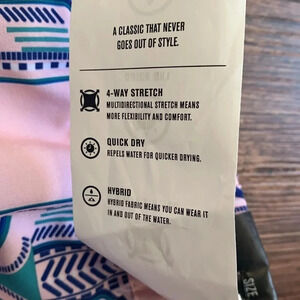 A CLASSIC THAT NEVER
GOES OUT OF STYLE.
4-WAY STRETCH
MULTIDIRECTIONAL STRETCH MEANS
MORE FLEXIBILITY AND COMFORT.
QUICK DRY
REPELS WATER FOR QUICKER DRYING.
HYBRID
HYBRID FABRIC MEANS YOU CAN WEAR IT
IN AND OUT OF THE WATER.
SIZE